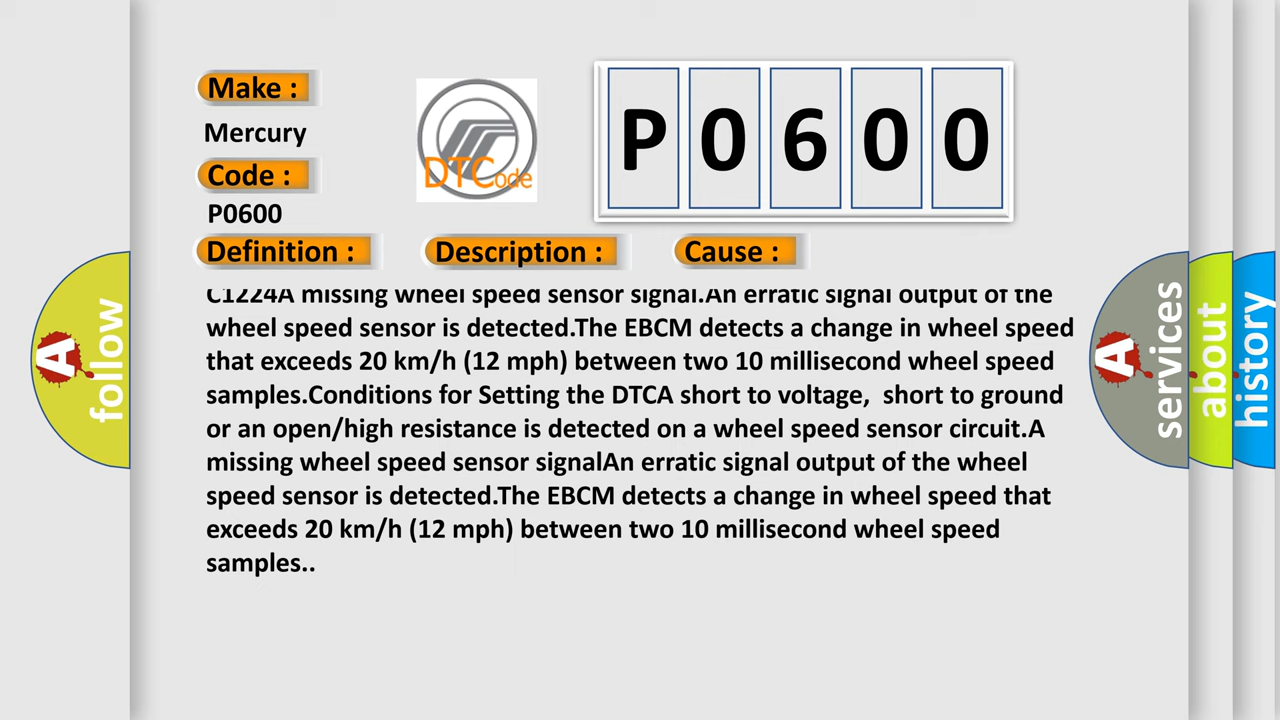 Make :
Mercury
Code :
P0600
DTCode
P0600
Definition :
Description :
Cause :
C1224A missing wheel speed sensor signal.An erratic signal output of the
wheel speed sensor is detected.The EBCM detects a change in wheel speed
that exceeds 20 km/h (12 mph) between two 10 millisecond wheel speed
samples.Conditions for Setting the DTCA short to voltage,  short to ground
or an open/high resistance is detected on a wheel speed sensor circuit.A
missing wheel speed sensor signalAn erratic signal output of the wheel
speed sensor is detected.The EBCM detects a change in wheel speed that
exceeds 20 km/h (12 mph) between two 10 millisecond wheel speed
samples..
A follow
A services
about
history